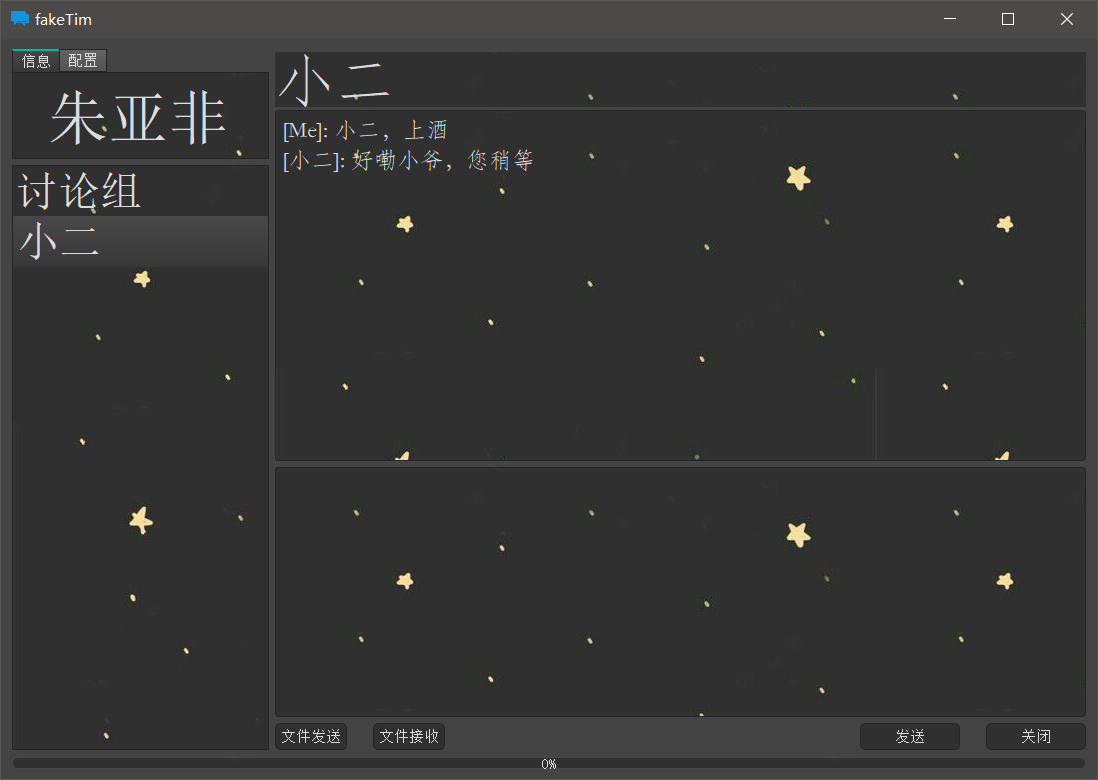 fakeTim
信息 配置
朱亚非
讨论组
小二
小二
[Me]: 小二，上酒
[小二]: 好嘞小爷，您稍等
文件发送 文件接收 发送 关闭
0%